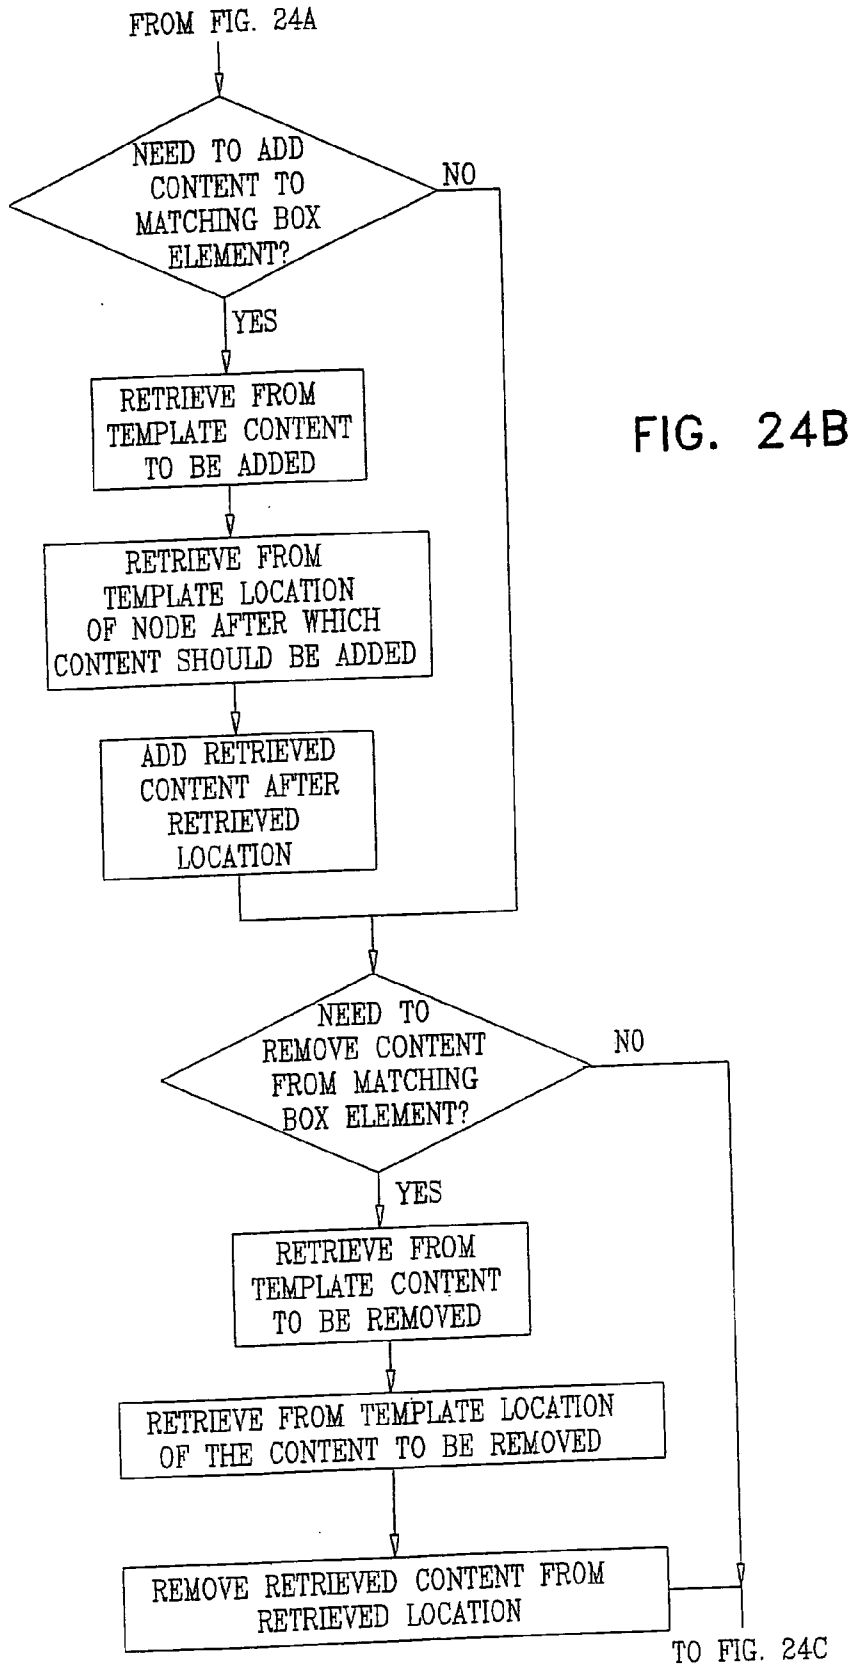 FROM FIG. 24A
NEED TO ADD
CONTENT TO
MATCHING BOX
ELEMENT?
NO
YES
RETRIEVE FROM
TEMPLATE CONTENT
TO BE ADDED
FIG. 24B
RETRIEVE FROM
TEMPLATE LOCATION
OF NODE AFTER WHICH
CONTENT SHOULD BE ADDED
ADD RETRIEVED
CONTENT AFTER
RETRIEVED
LOCATION
NEED TO
REMOVE CONTENT
FROM MATCHING
BOX ELEMENT?
NO
YES
RETRIEVE FROM
TEMPLATE CONTENT
TO BE REMOVED
RETRIEVE FROM TEMPLATE LOCATION
OF THE CONTENT TO BE REMOVED
REMOVE RETRIEVED CONTENT FROM
RETRIEVED LOCATION
TO FIG. 24C